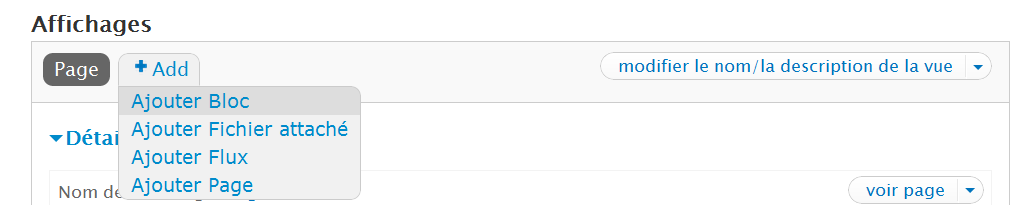 Affichages
Page Add modifier le nom/la description de la vue
Ajouter Bloc
Ajouter Fichier attaché
Ajouter Flux
Ajouter Page
Nom voir page